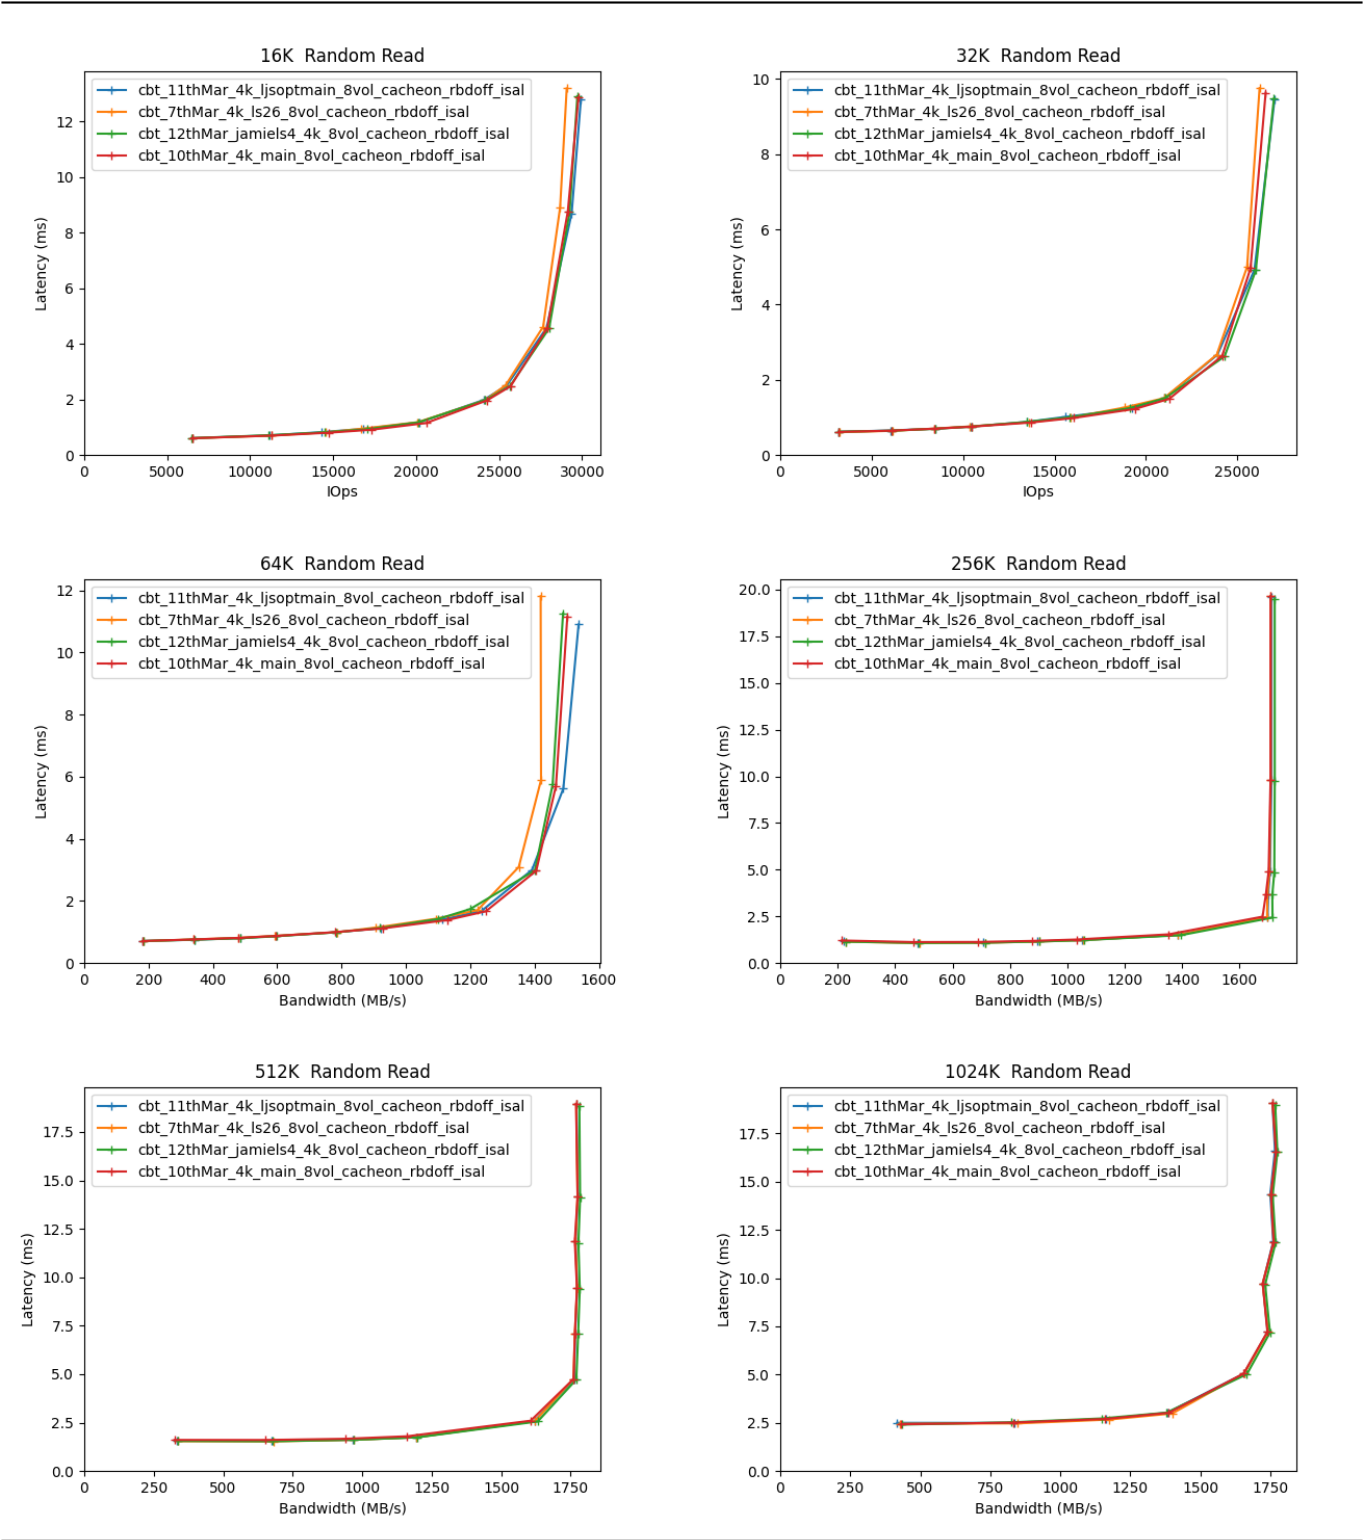 16K  Random Read
cbt_11thMar_4k_ljsoptmain_8vol_cacheon_rbdoff_isal
cbt_7thMar_4k_ls26_8vol_cacheon_rbdoff_isal
cbt_12thMar_jamiels4_4k_8vol_cacheon_rbdoff_isal
cbt_10thMar_4k_main_8vol_cacheon_rbdoff_isal
12
10
8
6
4
2
0
Latency (ms)
0 5000 10000 15000 20000 25000 30000
IOps
32K  Random Read
cbt_11thMar_4k_ljsoptmain_8vol_cacheon_rbdoff_isal
cbt_7thMar_4k_ls26_8vol_cacheon_rbdoff_isal
cbt_12thMar_jamiels4_4k_8vol_cacheon_rbdoff_isal
cbt_10thMar_4k_main_8vol_cacheon_rbdoff_isal
10
8
6
4
2
0
Latency (ms)
0 5000 10000 15000 20000 25000
IOps
64K  Random Read
cbt_11thMar_4k_ljsoptmain_8vol_cacheon_rbdoff_isal
cbt_7thMar_4k_ls26_8vol_cacheon_rbdoff_isal
cbt_12thMar_jamiels4_4k_8vol_cacheon_rbdoff_isal
cbt_10thMar_4k_main_8vol_cacheon_rbdoff_isal
12
10
8
6
4
2
0
Latency (ms)
0 200 400 600 800 1000 1200 1400 1600
Bandwidth (MB/s)
256K  Random Read
cbt_11thMar_4k_ljsoptmain_8vol_cacheon_rbdoff_isal
cbt_7thMar_4k_ls26_8vol_cacheon_rbdoff_isal
cbt_12thMar_jamiels4_4k_8vol_cacheon_rbdoff_isal
cbt_10thMar_4k_main_8vol_cacheon_rbdoff_isal
20.0
17.5
15.0
12.5
10.0
7.5
5.0
2.5
0.0
Latency (ms)
0 200 400 600 800 1000 1200 1400 1600
Bandwidth (MB/s)
512K  Random Read
cbt_11thMar_4k_ljsoptmain_8vol_cacheon_rbdoff_isal
cbt_7thMar_4k_ls26_8vol_cacheon_rbdoff_isal
cbt_12thMar_jamiels4_4k_8vol_cacheon_rbdoff_isal
cbt_10thMar_4k_main_8vol_cacheon_rbdoff_isal
17.5
15.0
12.5
10.0
7.5
5.0
2.5
0.0
Latency (ms)
0 250 500 750 1000 1250 1500 1750
Bandwidth (MB/s)
1024K  Random Read
cbt_11thMar_4k_ljsoptmain_8vol_cacheon_rbdoff_isal
cbt_7thMar_4k_ls26_8vol_cacheon_rbdoff_isal
cbt_12thMar_jamiels4_4k_8vol_cacheon_rbdoff_isal
cbt_10thMar_4k_main_8vol_cacheon_rbdoff_isal
17.5
15.0
12.5
10.0
7.5
5.0
2.5
0.0
Latency (ms)
0 250 500 750 1000 1250 1500 1750
Bandwidth (MB/s)